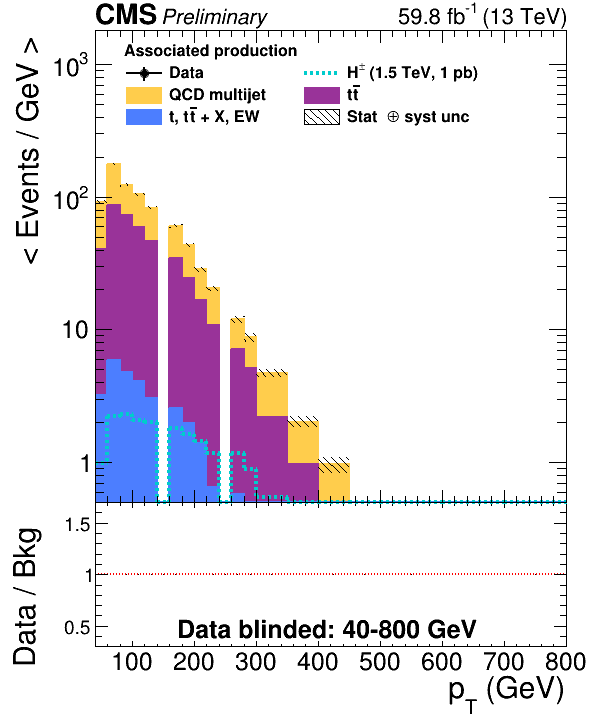 CMS Preliminary 59.8 fb⁻¹ (13 TeV)
Associated production
Data
H± (1.5 TeV, 1 pb)
QCD multijet
tt̄
t, tt̄ + X, EW
Stat ⊕ syst unc
< Events / GeV >
10³
10²
10
1
Data / Bkg
1.5
1
0.5
Data blinded: 40-800 GeV
100 200 300 400 500 600 700 800
p_T (GeV)